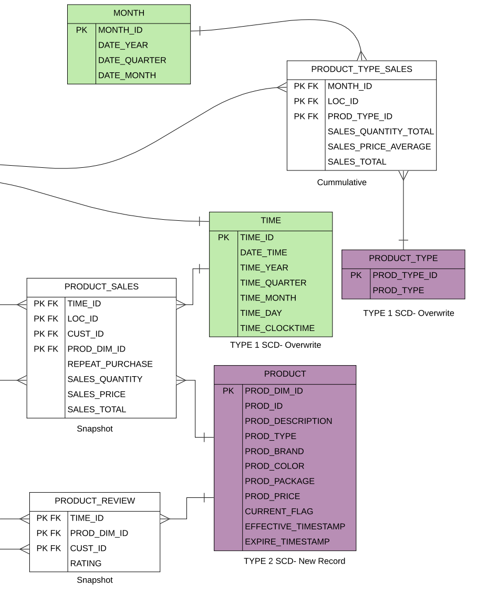 MONTH
PK MONTH_ID
DATE_YEAR
DATE_QUARTER
DATE_MONTH
PRODUCT_TYPE_SALES
PK FK MONTH_ID
PK FK LOC_ID
PK FK PROD_TYPE_ID
SALES_QUANTITY_TOTAL
SALES_PRICE_AVERAGE
SALES_TOTAL
Cummulative
TIME
PK TIME_ID
DATE_TIME
TIME_YEAR
TIME_QUARTER
TIME_MONTH
TIME_DAY
TIME_CLOCKTIME
TYPE 1 SCD- Overwrite
PRODUCT_TYPE
PK PROD_TYPE_ID
PROD_TYPE
TYPE 1 SCD- Overwrite
PRODUCT_SALES
PK FK TIME_ID
PK FK LOC_ID
PK FK CUST_ID
PK FK PROD_DIM_ID
REPEAT_PURCHASE
SALES_QUANTITY
SALES_PRICE
SALES_TOTAL
Snapshot
PRODUCT
PK PROD_DIM_ID
PROD_ID
PROD_DESCRIPTION
PROD_TYPE
PROD_BRAND
PROD_COLOR
PROD_PACKAGE
PROD_PRICE
CURRENT_FLAG
EFFECTIVE_TIMESTAMP
EXPIRE_TIMESTAMP
TYPE 2 SCD- New Record
PRODUCT_REVIEW
PK FK TIME_ID
PK FK PROD_DIM_ID
PK FK CUST_ID
RATING
Snapshot